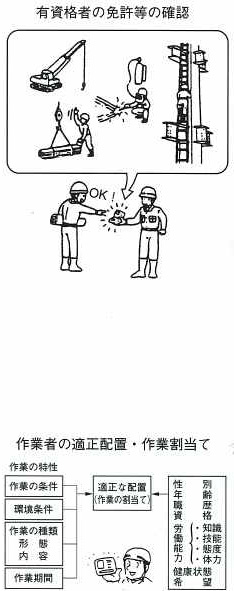 有資格者の免許等の確認
OK!
作業者の適正配置・作業割当て
作業の特性
作業の条件
環境条件
作業の種類
形態
内容
作業期間
適正な配置
(作業の割当て)
性別
年齢
職歴
資格
労働能力
・知識
・技能
・態度
・体力
健康状態
希望